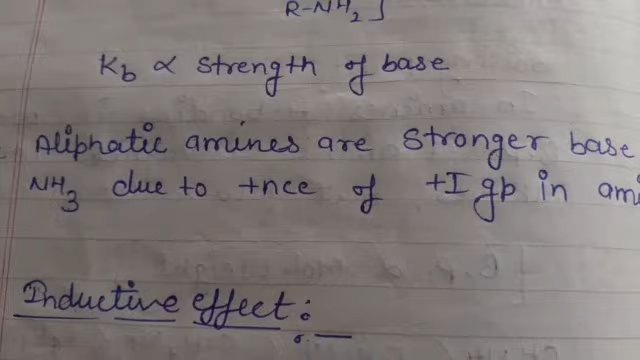 R-NH2]
Kb ∝ strength of base
Aliphatic amines are stronger base
NH3 due to +nce of +I gp in ami
Inductive effect :